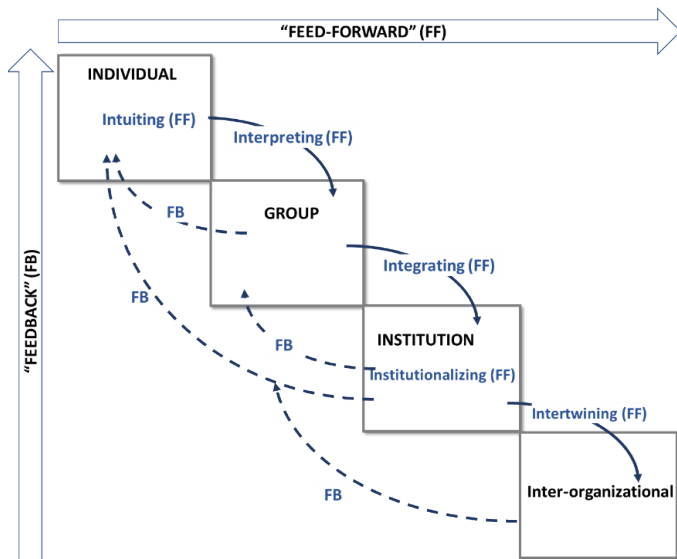 “FEED-FORWARD” (FF)
“FEEDBACK” (FB)
INDIVIDUAL
Intuiting (FF)
Interpreting (FF)
GROUP
FB
Integrating (FF)
FB
FB
INSTITUTION
Institutionalizing (FF)
Intertwining (FF)
FB
Inter-organizational